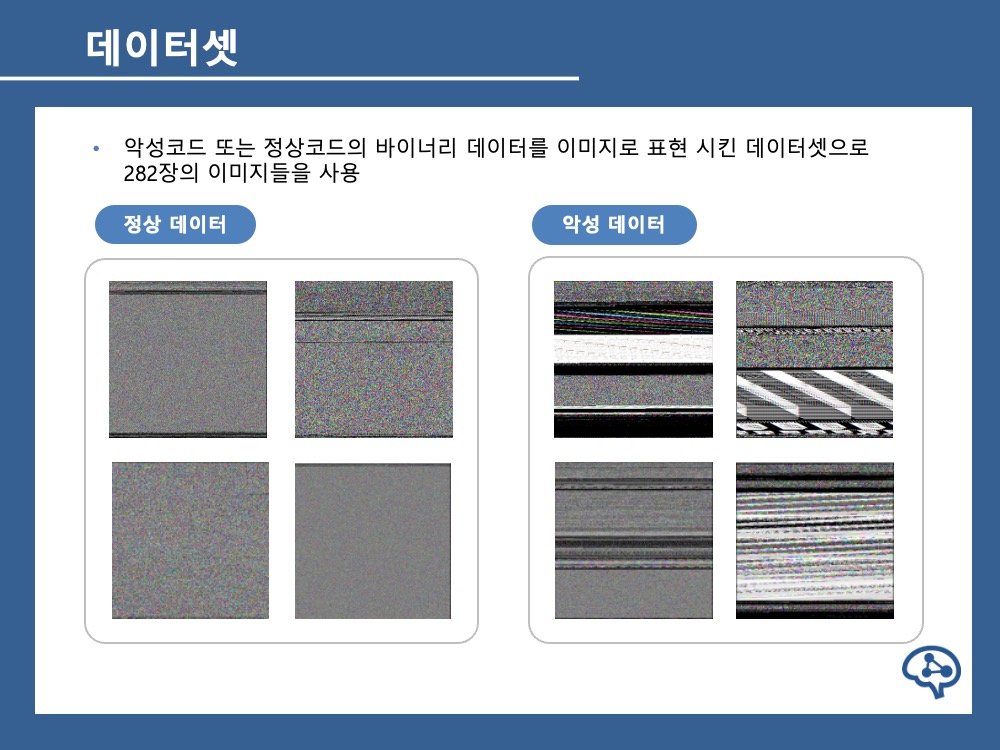 데이터셋
• 악성코드 또는 정상코드의 바이너리 데이터를 이미지로 표현 시킨 데이터셋으로
282장의 이미지들을 사용
정상 데이터
악성 데이터